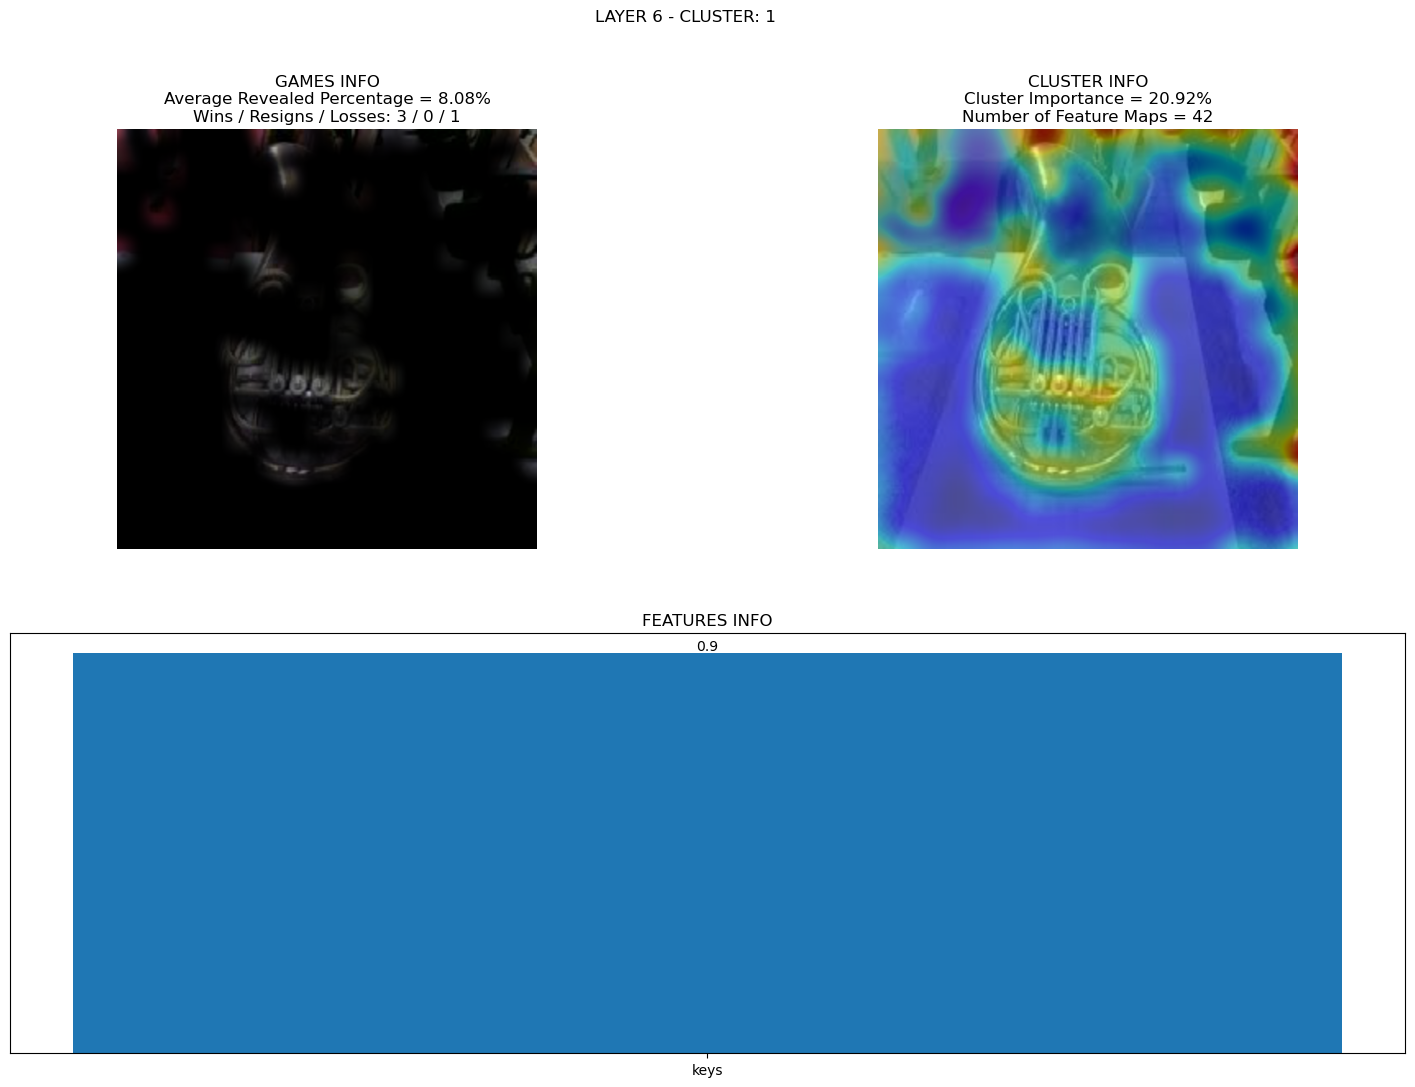 LAYER 6 - CLUSTER: 1
GAMES INFO
Average Revealed Percentage = 8.08%
Wins / Resigns / Losses: 3 / 0 / 1
CLUSTER INFO
Cluster Importance = 20.92%
Number of Feature Maps = 42
FEATURES INFO
0.9
keys